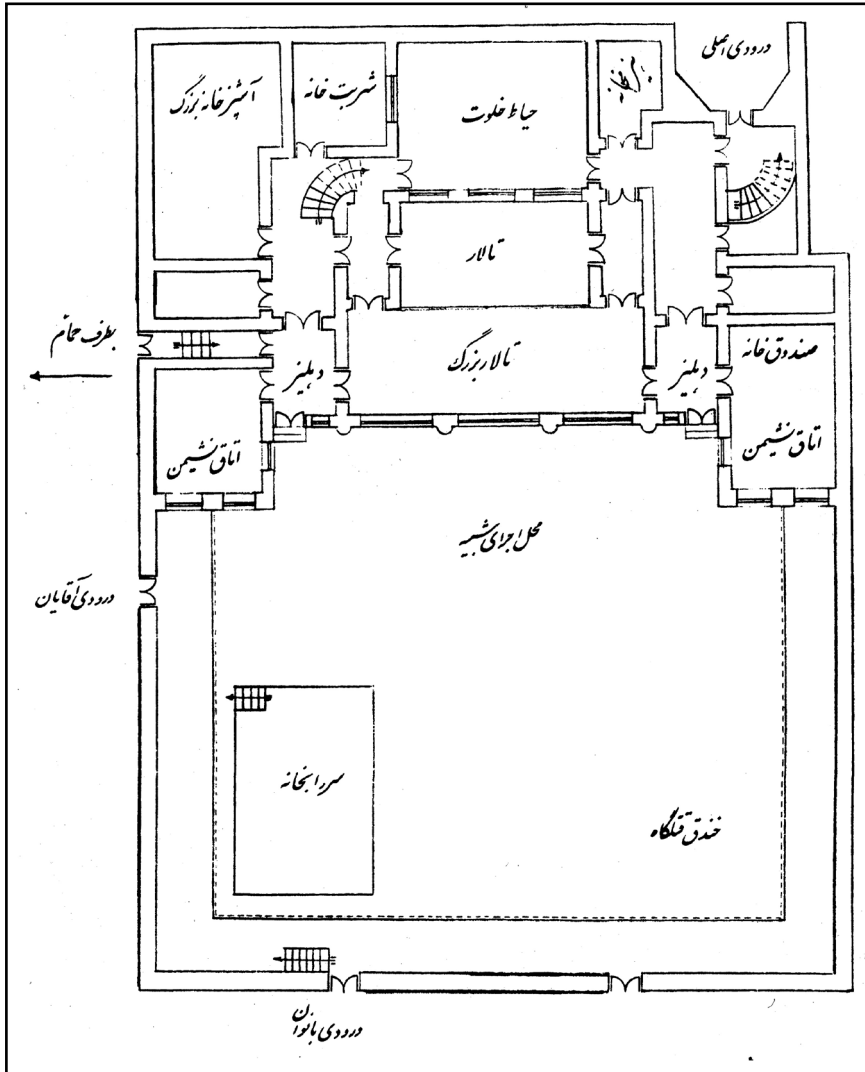 ورودی اصلی
شربت خانه
آشپزخانه بزرگ
حیاط خلوت
تالار
بطرف حمام
صندوق خانه
تالار بزرگ
دهلیز
دهلیز
اتاق نشیمن
اتاق نشیمن
محل اجرای شبیه
ورودی آقایان
سردابخانه
خندق قتلگاه
ورودی بانوان